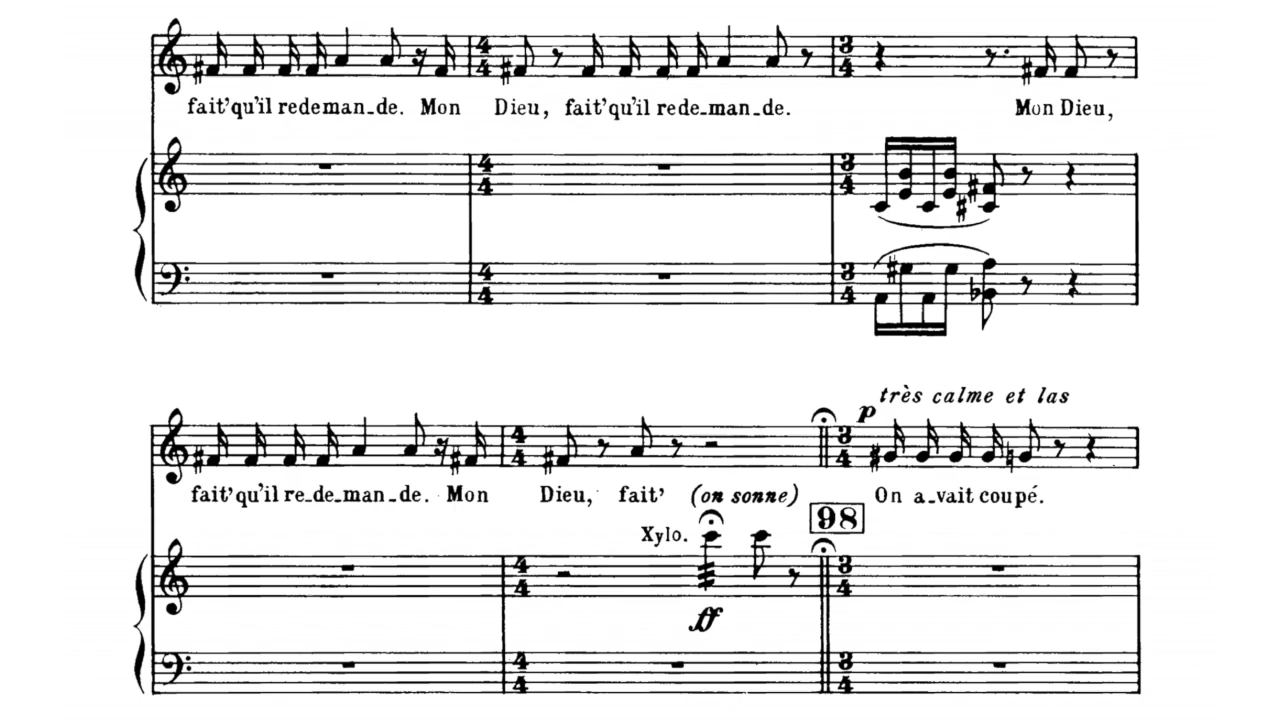 fait'qu'il redeman_de. Mon Dieu, fait'qu'il rede_man_de. Mon Dieu,
très calme et las
p
fait'qu'il re_de_man_de. Mon Dieu, fait' (on sonne) On a_vait coupé.
98
Xylo.
ff